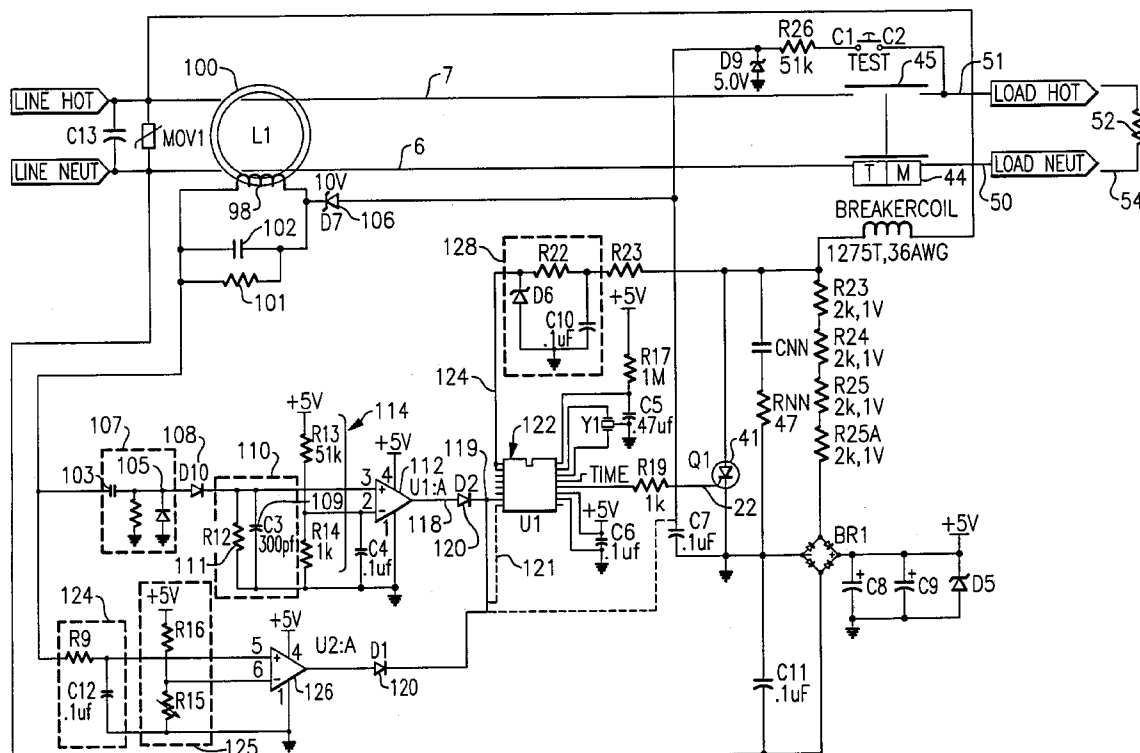 LINE HOT
LINE NEUT
C13
MOV1
100
L1
98
10V
D7
106
7
6
D9
5.0V
R26
51k
C1
C2
TEST
45
51
LOAD HOT
52
LOAD NEUT
54
T M
44
50
BREAKERCOIL
1275T,36AWG
102
101
128
R22
R23
D6
C10
.1uF
124
+5V
R17
1M
C5
.47uf
Y1
119
122
U1
TIME
R19
1k
Q1
41
22
CNN
RNN
47
R23
2k,1V
R24
2k,1V
R25
2k,1V
R25A
2k,1V
107
103
105
108
D10
110
109
C3
300pf
R12
111
+5V
R13
51k
114
R14
1k
3
2
4
+5V
112
U1:A
1
118
C4
.1uf
D2
120
121
+5V
C6
.1uf
C7
.1uF
BR1
+5V
C8
C9
D5
124
R9
C12
.1uf
+5V
R16
R15
125
5
6
4
+5V
U2:A
1
126
D1
120
C11
.1uF